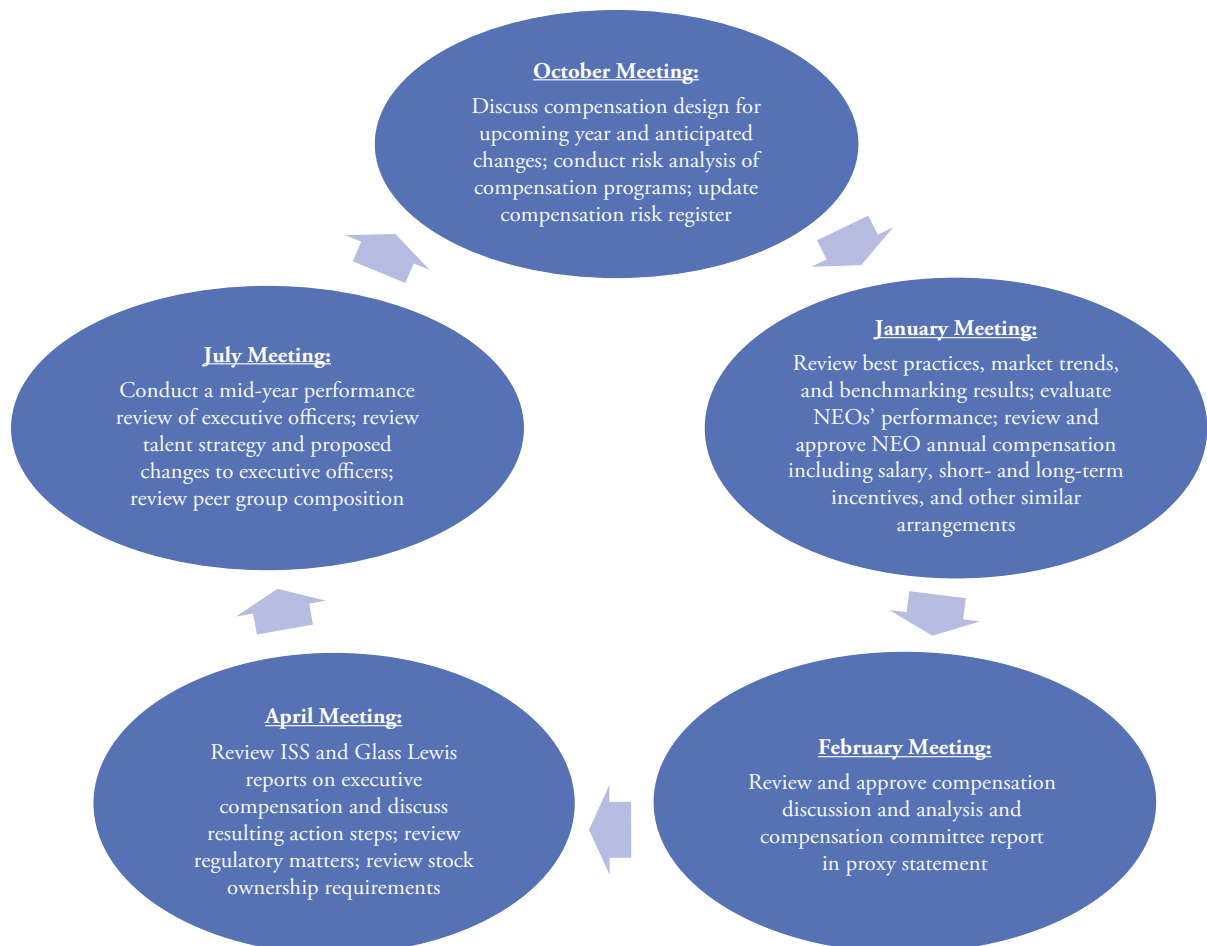 October Meeting:
Discuss compensation design for
upcoming year and anticipated
changes; conduct risk analysis of
compensation programs; update
compensation risk register
January Meeting:
Review best practices, market trends,
and benchmarking results; evaluate
NEOs’ performance; review and
approve NEO annual compensation
including salary, short- and long-term
incentives, and other similar
arrangements
February Meeting:
Review and approve compensation
discussion and analysis and
compensation committee report
in proxy statement
April Meeting:
Review ISS and Glass Lewis
reports on executive
compensation and discuss
resulting action steps; review
regulatory matters; review stock
ownership requirements
July Meeting:
Conduct a mid-year performance
review of executive officers; review
talent strategy and proposed
changes to executive officers;
review peer group composition